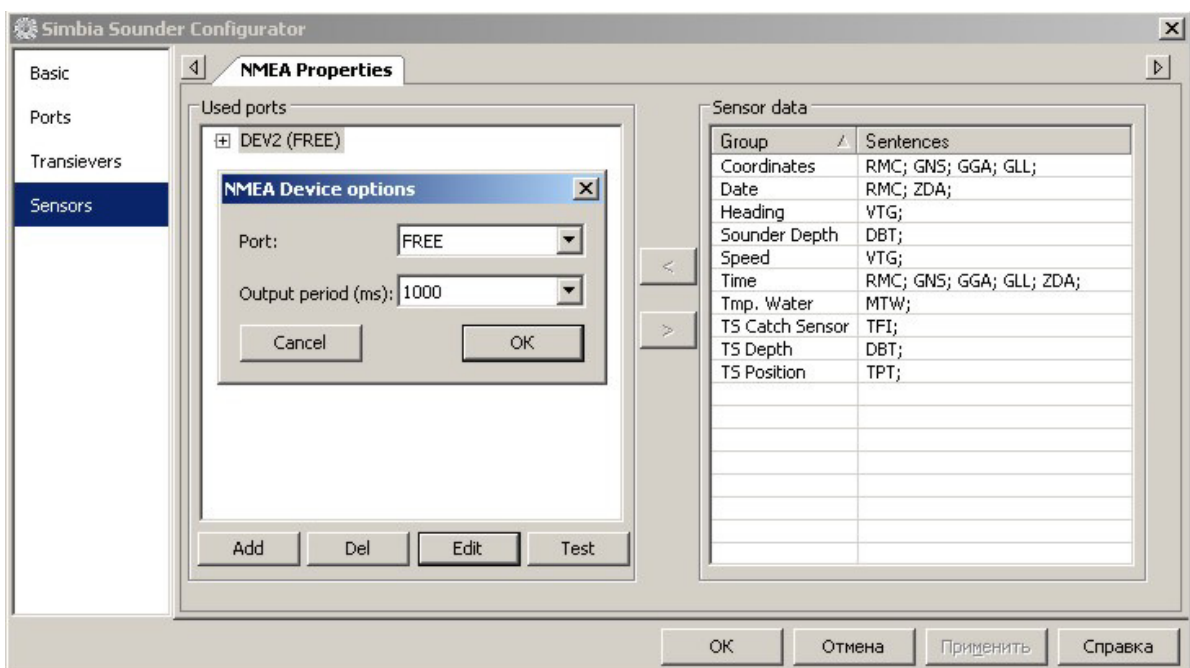 Simbia Sounder Configurator
Basic
Ports
Transievers
Sensors
NMEA Properties
Used ports
DEV2 (FREE)
NMEA Device options
Port: FREE
Output period (ms): 1000
Cancel OK
Add Del Edit Test
< 
>
Sensor data
Group Sentences
Coordinates RMC; GNS; GGA; GLL;
Date RMC; ZDA;
Heading VTG;
Sounder Depth DBT;
Speed VTG;
Time RMC; GNS; GGA; GLL; ZDA;
Tmp. Water MTW;
TS Catch Sensor TFI;
TS Depth DBT;
TS Position TPT;
OK Отмена Применить Справка